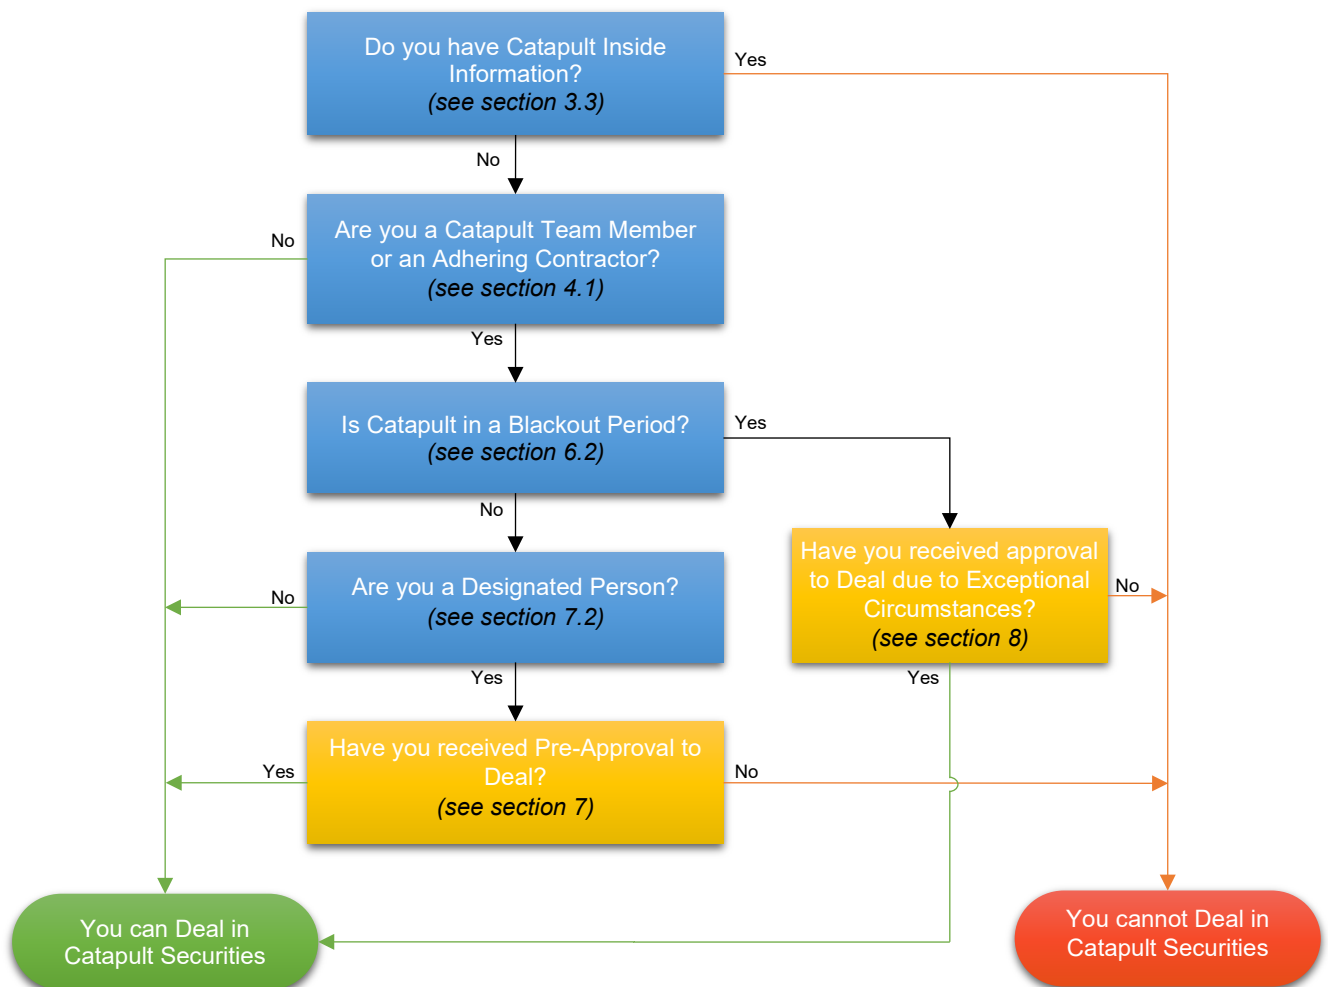 Do you have Catapult Inside
Information?
(see section 3.3)
Yes
No
Are you a Catapult Team Member
or an Adhering Contractor?
(see section 4.1)
No
Yes
Is Catapult in a Blackout Period?
(see section 6.2)
Yes
No
Have you received approval
to Deal due to Exceptional
Circumstances?
(see section 8)
No
Yes
Are you a Designated Person?
(see section 7.2)
No
Yes
Have you received Pre-Approval to
Deal?
(see section 7)
Yes
No
You can Deal in
Catapult Securities
You cannot Deal in
Catapult Securities